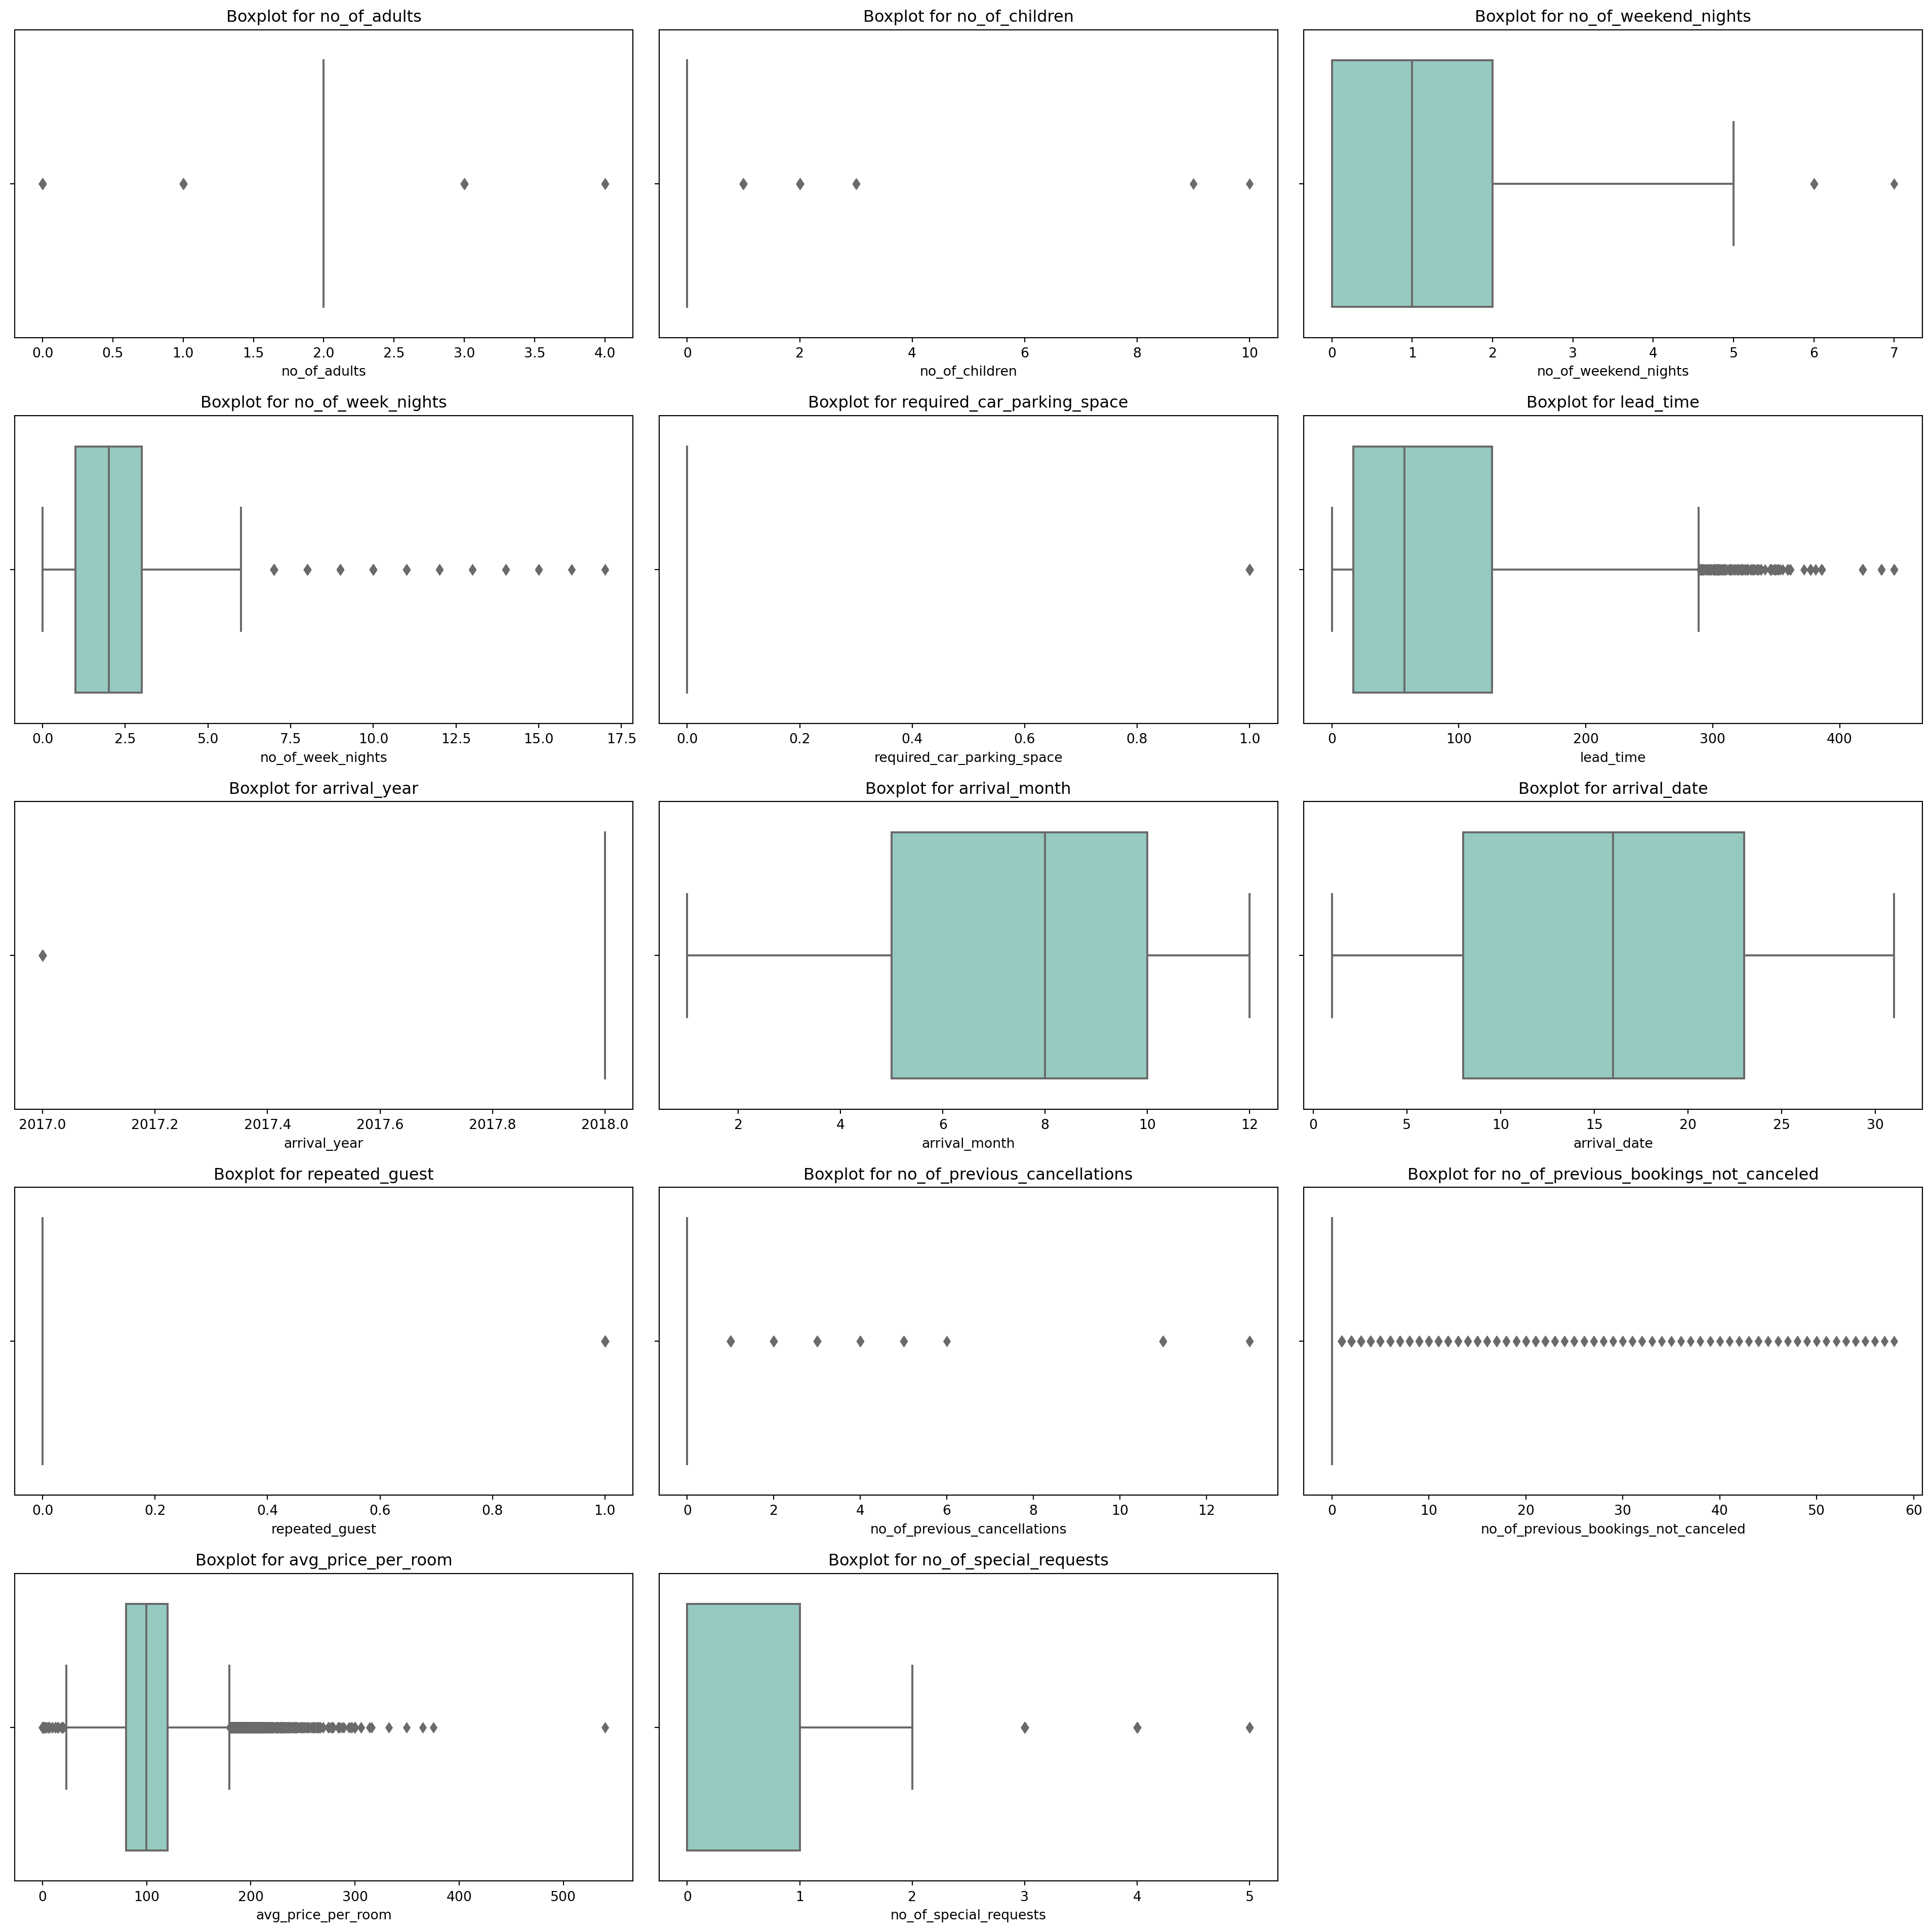 Boxplot for no_of_adults
0.0 0.5 1.0 1.5 2.0 2.5 3.0 3.5 4.0
no_of_adults
Boxplot for no_of_children
0 2 4 6 8 10
no_of_children
Boxplot for no_of_weekend_nights
0 1 2 3 4 5 6 7
no_of_weekend_nights
Boxplot for no_of_week_nights
0.0 2.5 5.0 7.5 10.0 12.5 15.0 17.5
no_of_week_nights
Boxplot for required_car_parking_space
0.0 0.2 0.4 0.6 0.8 1.0
required_car_parking_space
Boxplot for lead_time
0 100 200 300 400
lead_time
Boxplot for arrival_year
2017.0 2017.2 2017.4 2017.6 2017.8 2018.0
arrival_year
Boxplot for arrival_month
2 4 6 8 10 12
arrival_month
Boxplot for arrival_date
0 5 10 15 20 25 30
arrival_date
Boxplot for repeated_guest
0.0 0.2 0.4 0.6 0.8 1.0
repeated_guest
Boxplot for no_of_previous_cancellations
0 2 4 6 8 10 12
no_of_previous_cancellations
Boxplot for no_of_previous_bookings_not_canceled
0 10 20 30 40 50 60
no_of_previous_bookings_not_canceled
Boxplot for avg_price_per_room
0 100 200 300 400 500
avg_price_per_room
Boxplot for no_of_special_requests
0 1 2 3 4 5
no_of_special_requests